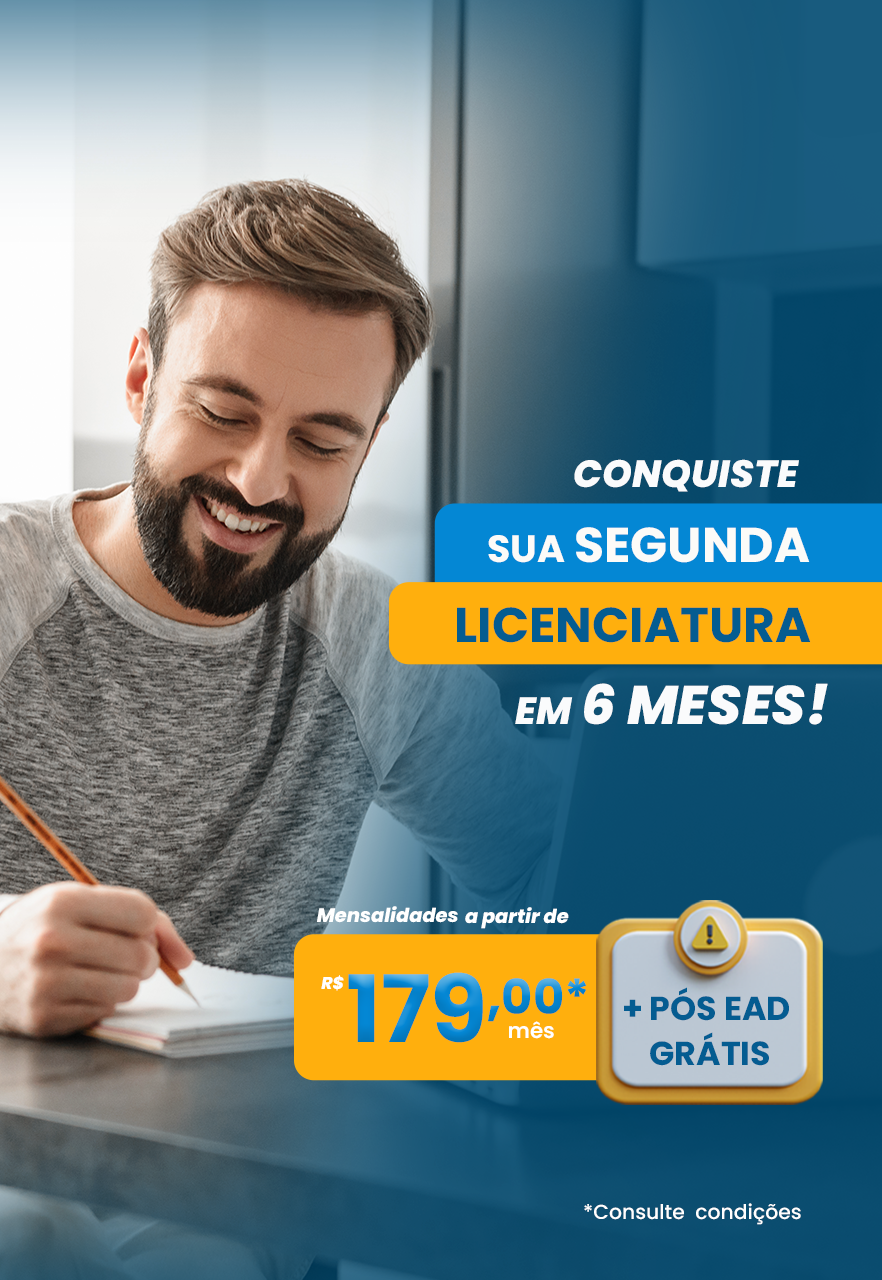 CONQUISTE
SUA SEGUNDA
LICENCIATURA
EM 6 MESES!
Mensalidades a partir de
R$ 179,00*
mês
+ PÓS EAD
GRÁTIS
*Consulte condições